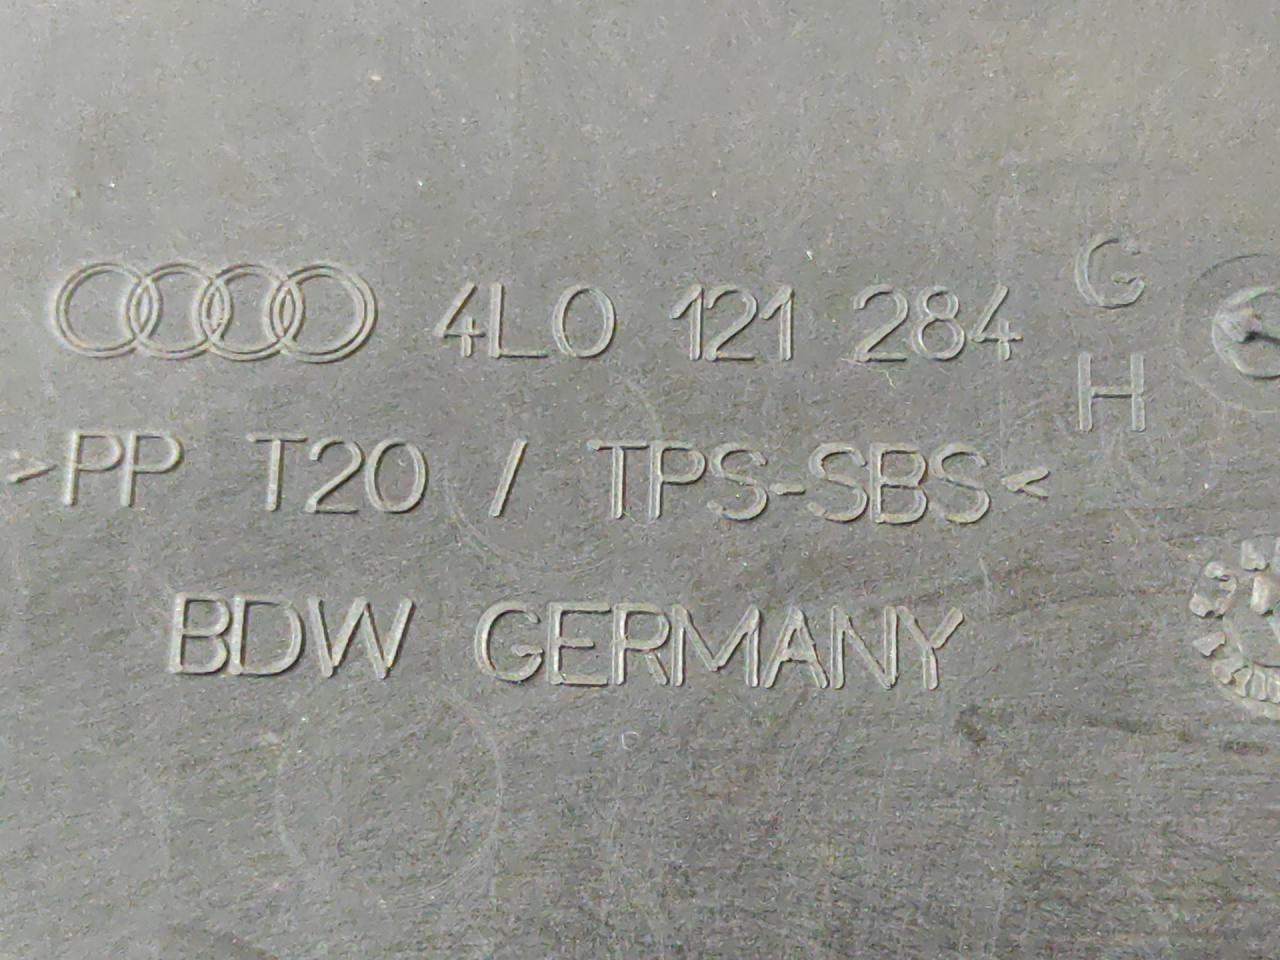 4L0 121 284
G
H
>PP T20 / TPS-SBS<
BDW GERMANY